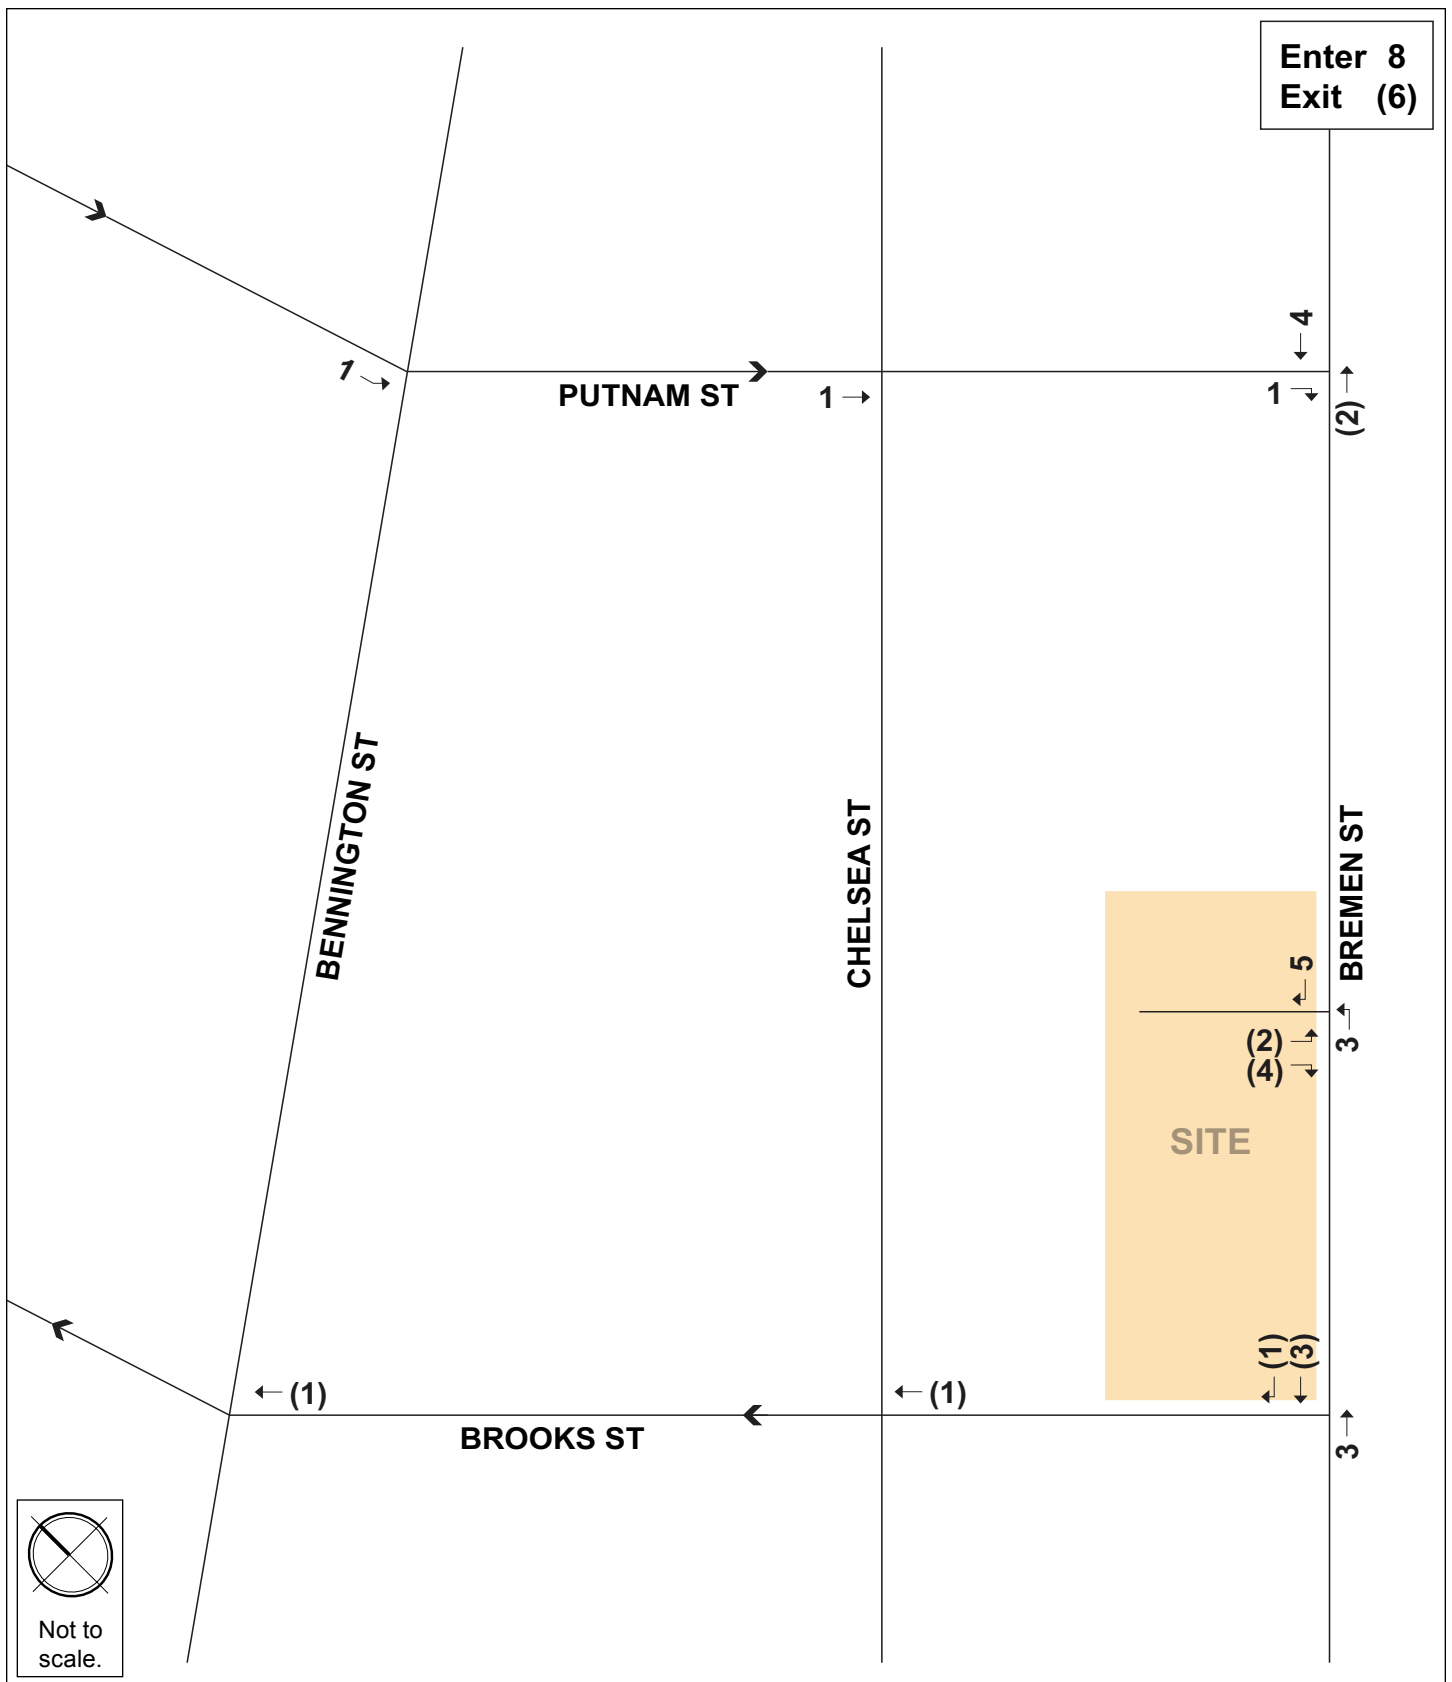 Enter 8
Exit (6)
4
1
PUTNAM ST
1
1
(2)
BENNINGTON ST
CHELSEA ST
BREMEN ST
5
(2)
3
(4)
SITE
(1)
(3)
(1)
(1)
BROOKS ST
3
Not to
scale.